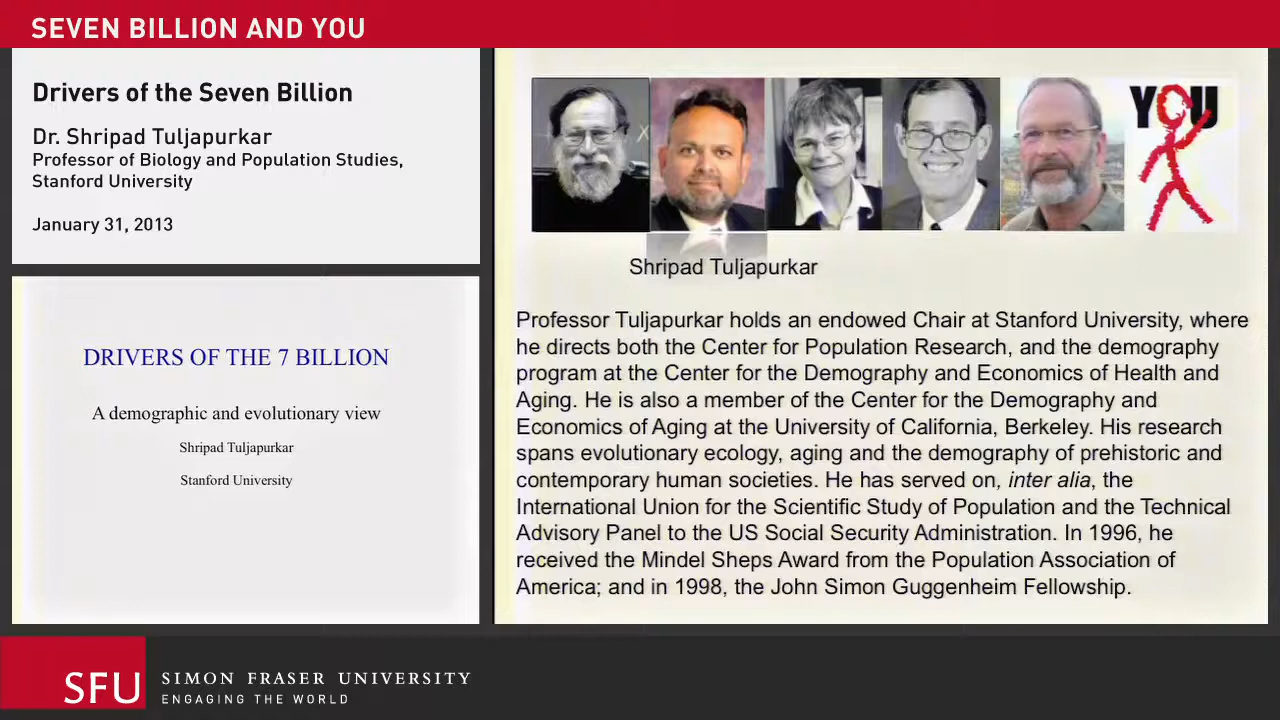 SEVEN BILLION AND YOU
Drivers of the Seven Billion
Dr. Shripad Tuljapurkar
Professor of Biology and Population Studies,
Stanford University
January 31, 2013
DRIVERS OF THE 7 BILLION
A demographic and evolutionary view
Shripad Tuljapurkar
Stanford University
YOU
Shripad Tuljapurkar
Professor Tuljapurkar holds an endowed Chair at Stanford University, where
he directs both the Center for Population Research, and the demography
program at the Center for the Demography and Economics of Health and
Aging. He is also a member of the Center for the Demography and
Economics of Aging at the University of California, Berkeley. His research
spans evolutionary ecology, aging and the demography of prehistoric and
contemporary human societies. He has served on, inter alia, the
International Union for the Scientific Study of Population and the Technical
Advisory Panel to the US Social Security Administration. In 1996, he
received the Mindel Sheps Award from the Population Association of
America; and in 1998, the John Simon Guggenheim Fellowship.
SFU
SIMON FRASER UNIVERSITY
ENGAGING THE WORLD